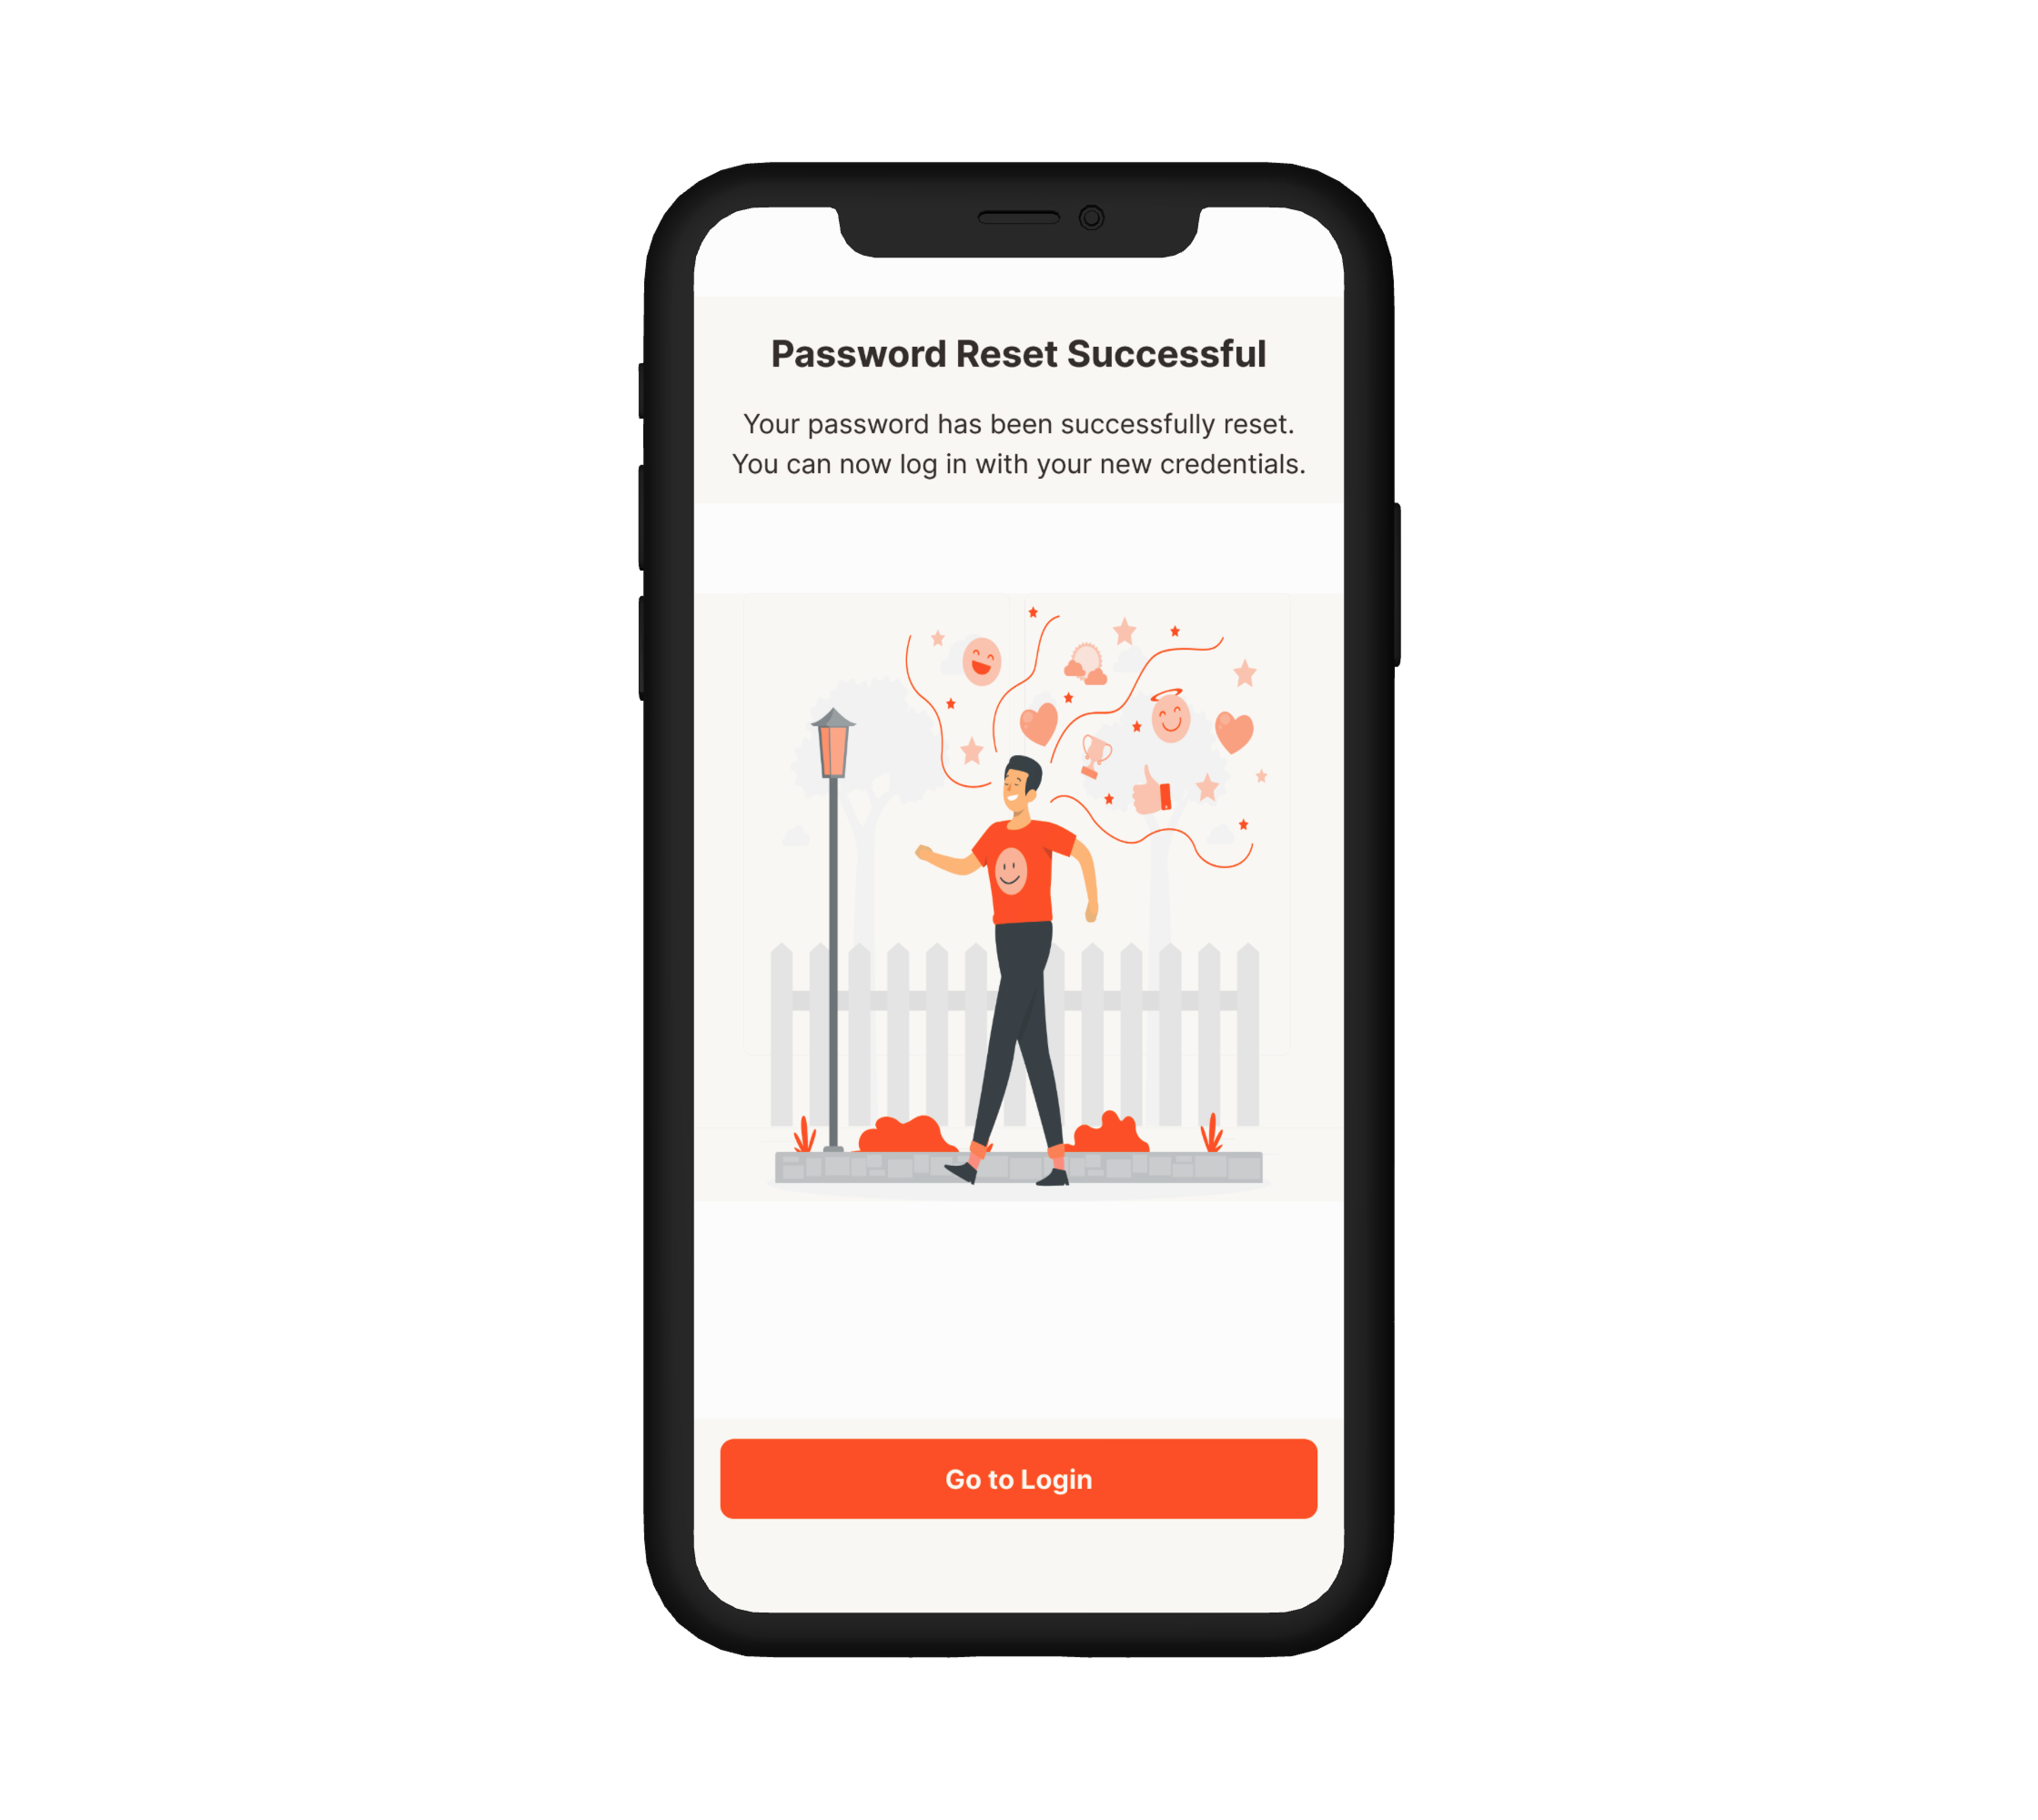 Password Reset Successful
Your password has been successfully reset.
You can now log in with your new credentials.
Go to Login